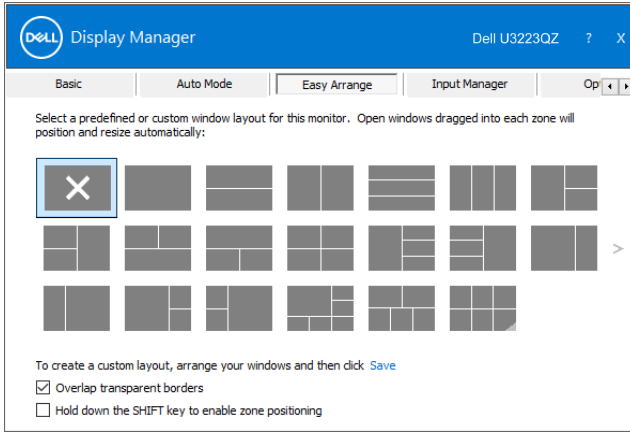 DELL Display Manager Dell U3223QZ ? X
Basic Auto Mode Easy Arrange Input Manager
Select a predefined or custom window layout for this monitor. Open windows dragged into each zone will
position and resize automatically:
To create a custom layout, arrange your windows and then click Save
Overlap transparent borders
Hold down the SHIFT key to enable zone positioning